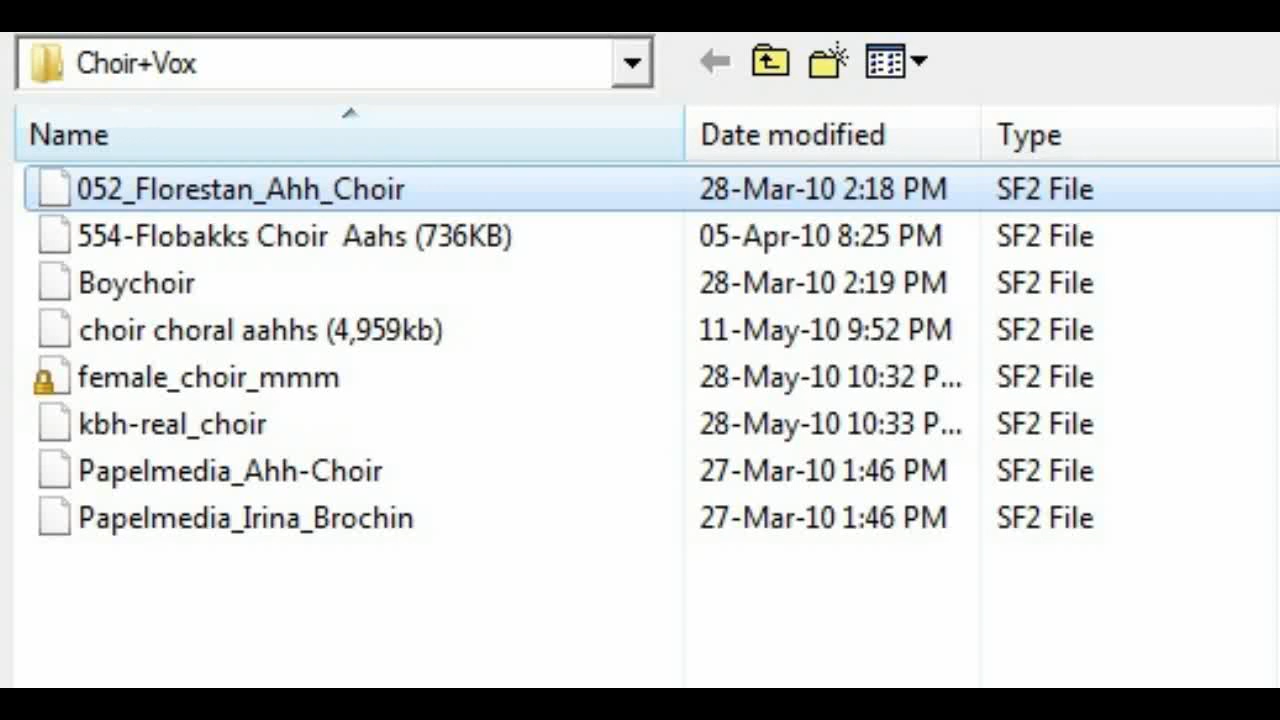 Choir+Vox
Name Date modified Type
052_Florestan_Ahh_Choir 28-Mar-10 2:18 PM SF2 File
554-Flobakks Choir  Aahs (736KB) 05-Apr-10 8:25 PM SF2 File
Boychoir 28-Mar-10 2:19 PM SF2 File
choir choral aahhs (4,959kb) 11-May-10 9:52 PM SF2 File
female_choir_mmm 28-May-10 10:32 P... SF2 File
kbh-real_choir 28-May-10 10:33 P... SF2 File
Papelmedia_Ahh-Choir 27-Mar-10 1:46 PM SF2 File
Papelmedia_Irina_Brochin 27-Mar-10 1:46 PM SF2 File